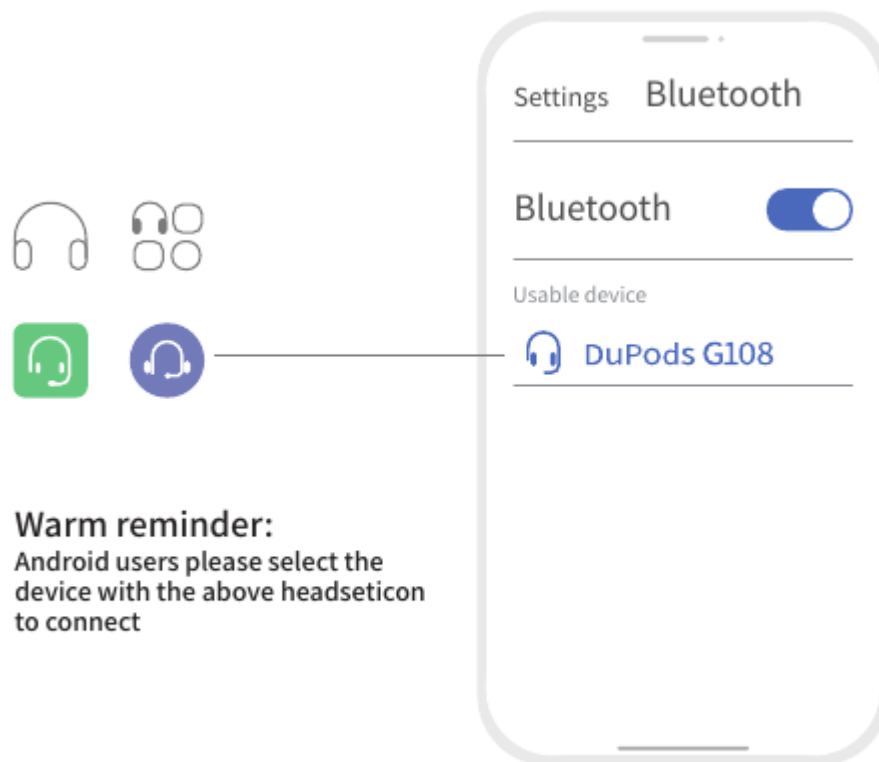 Settings Bluetooth
Bluetooth
Usable device
DuPods G108
Warm reminder:
Android users please select the
device with the above headseticon
to connect